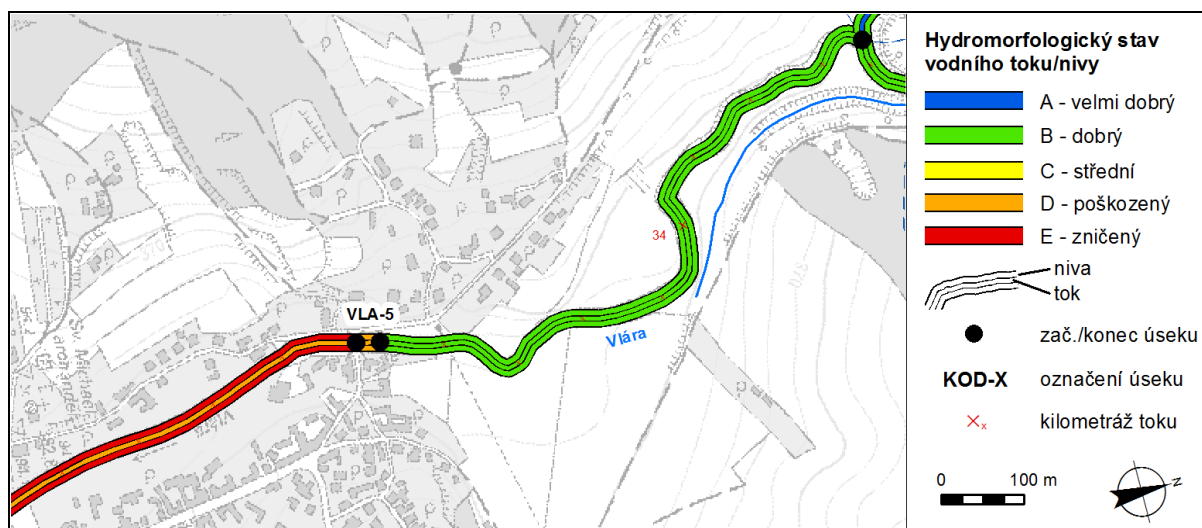 VLA-5
34
Vlára
Hydromorfologický stav
vodního toku/nivy
A - velmi dobrý
B - dobrý
C - střední
D - poškozený
E - zničený
niva
tok
zač./konec úseku
KOD-X
označení úseku
x
kilometráž toku
0
100 m
N